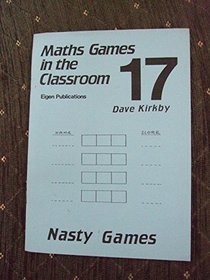 Maths Games
in the
Classroom
17
Eigen Publications
Dave Kirkby
Nasty Games